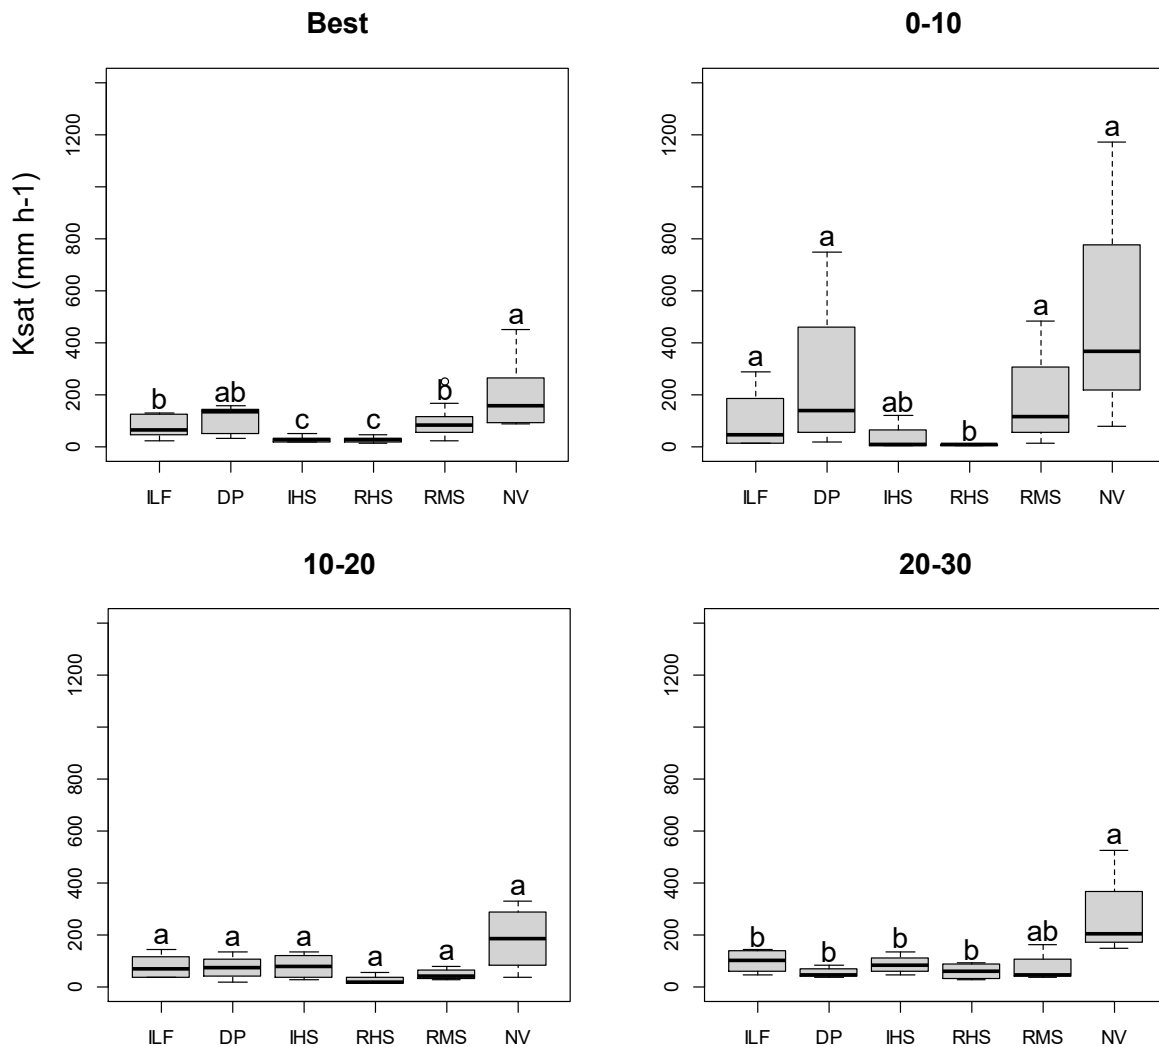 Best
Ksat (mm h-1)
1200
800
600
400
200
0
b
ab
c
c
b
a
ILF DP IHS RHS RMS NV
0-10
1200
800
600
400
200
0
a
a
ab
b
a
a
ILF DP IHS RHS RMS NV
10-20
1200
800
600
400
200
0
a
a
a
a
a
a
ILF DP IHS RHS RMS NV
20-30
1200
800
600
400
200
0
b
b
b
b
ab
a
ILF DP IHS RHS RMS NV